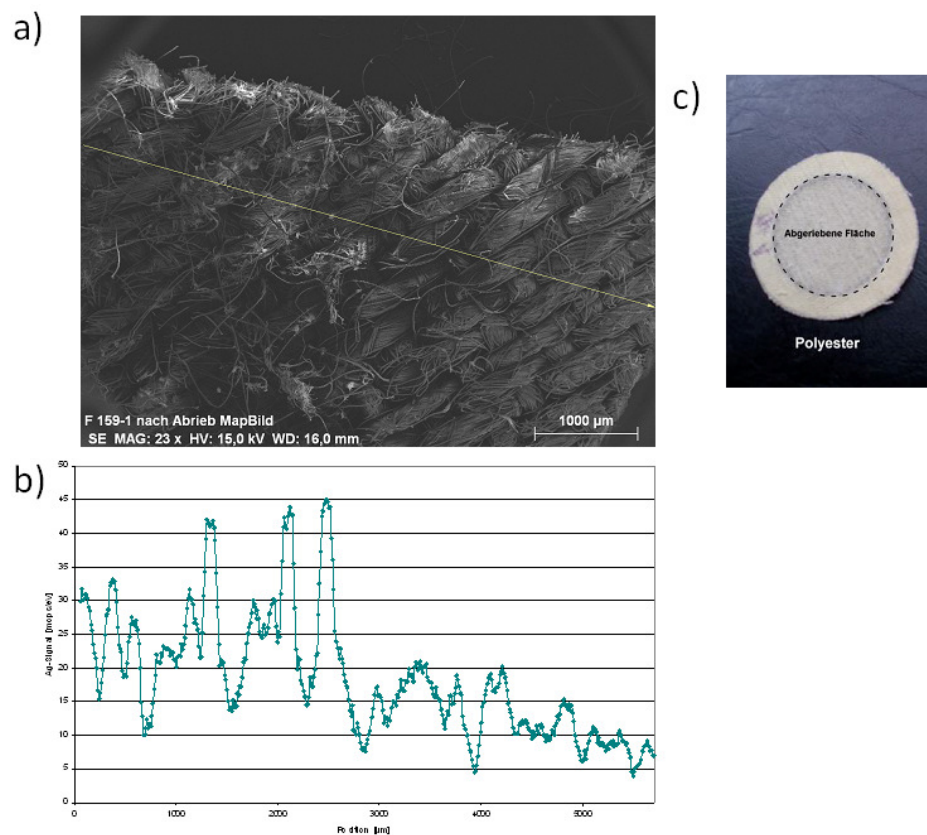 a)
F 159-1 nach Abrieb MapBild
SE MAG: 23 x HV: 15,0 kV WD: 16,0 mm
1000 µm
c)
Abgeriebene Fläche
Polyester
b)
50
45
40
35
30
25
20
15
10
5
0
0 1000 2000 3000 4000 5000
Position [µm]